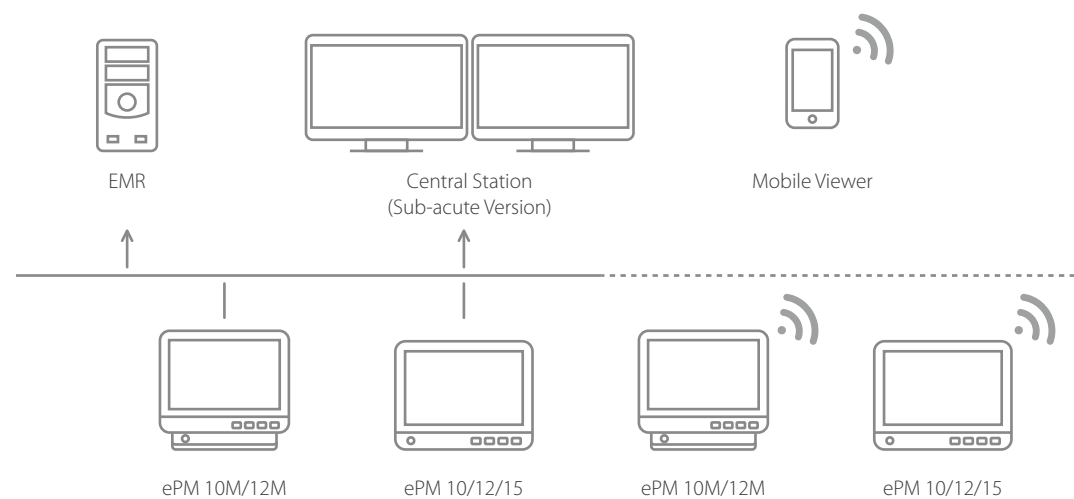 EMR
Central Station
(Sub-acute Version)
Mobile Viewer
ePM 10M/12M
ePM 10/12/15
ePM 10M/12M
ePM 10/12/15